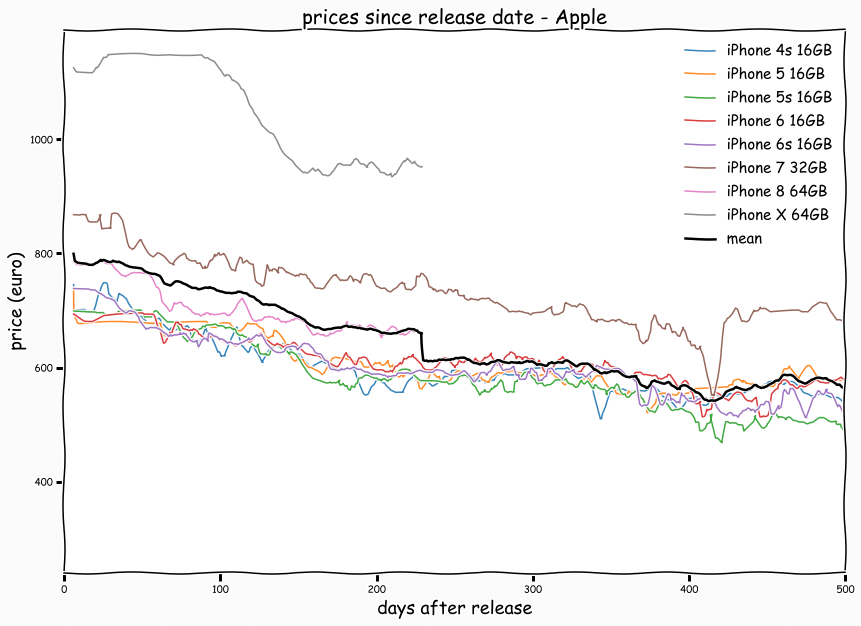 prices since release date - Apple
iPhone 4s 16GB
iPhone 5 16GB
iPhone 5s 16GB
iPhone 6 16GB
iPhone 6s 16GB
iPhone 7 32GB
iPhone 8 64GB
iPhone X 64GB
mean
price (euro)
1000
800
600
400
0 100 200 300 400 500
days after release